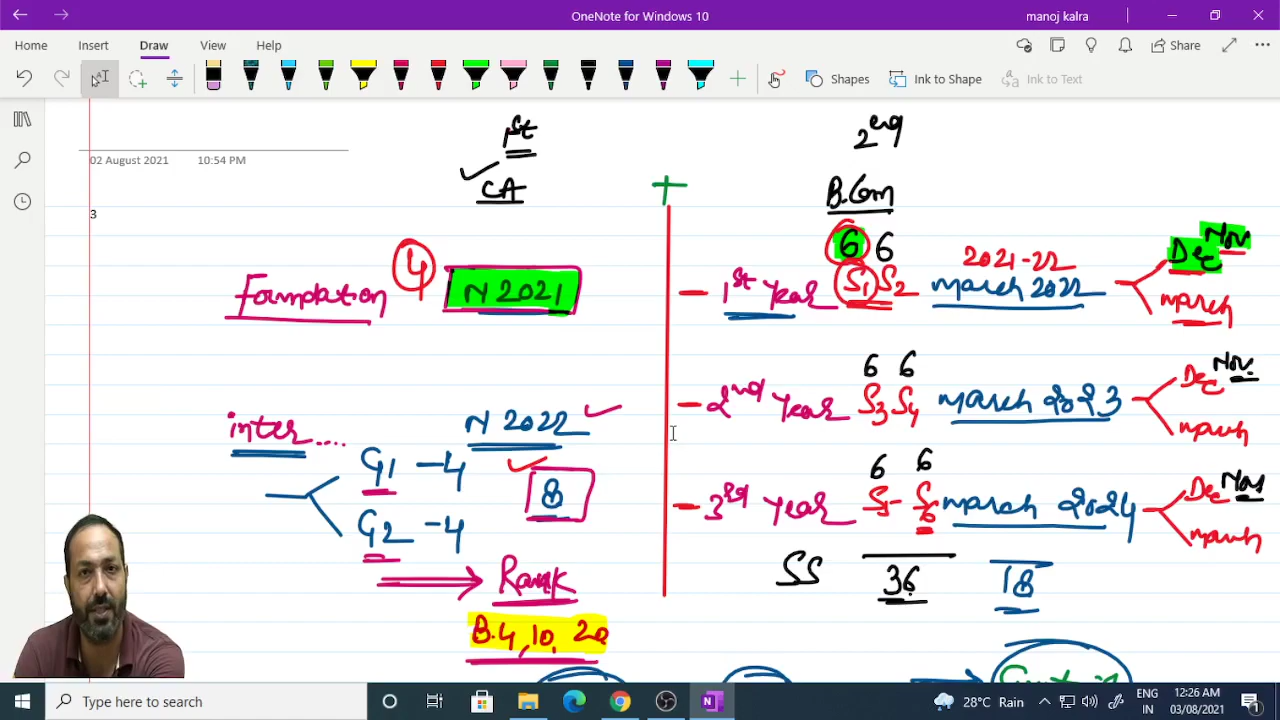 OneNote for Windows 10
manoj kalra
Home Insert Draw View Help
Share
Shapes
Ink to Shape
Ink to Text
02 August 2021 10:54 PM
3
1st
CA
2nd
B.Com
6 6
Foundation 4 N 2021
1st Year S1 S2 march 2022
2021-22
Dec Nov
march
6 6
2nd Year S3 S4 march 2023
Dec Nov.
march
inter.... N 2022
G1 -4
8
G2 -4
6 6
3rd Year S5 S6 march 2024
Dec Nov
march
Rank
B.4, 10, 20
SS 36 18
Type here to search
28°C Rain
ENG
IN
12:26 AM
03/08/2021
1